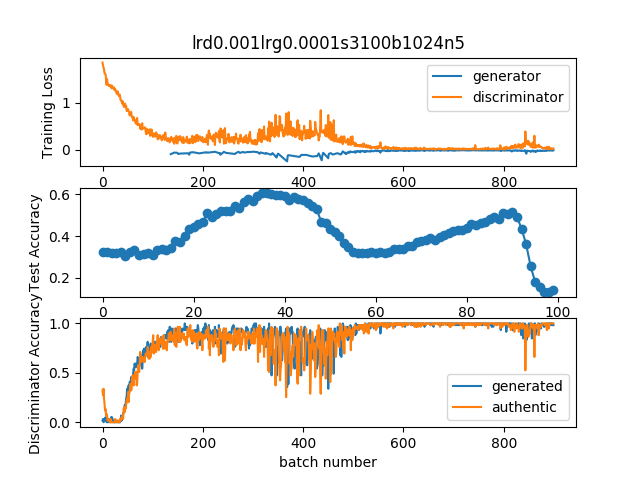 lrd0.001lrg0.0001s3100b1024n5
Training Loss
1
0
generator
discriminator
0 200 400 600 800
Test Accuracy
0.6
0.4
0.2
0 20 40 60 80 100
Discriminator Accuracy
1.0
0.5
0.0
generated
authentic
0 200 400 600 800
batch number